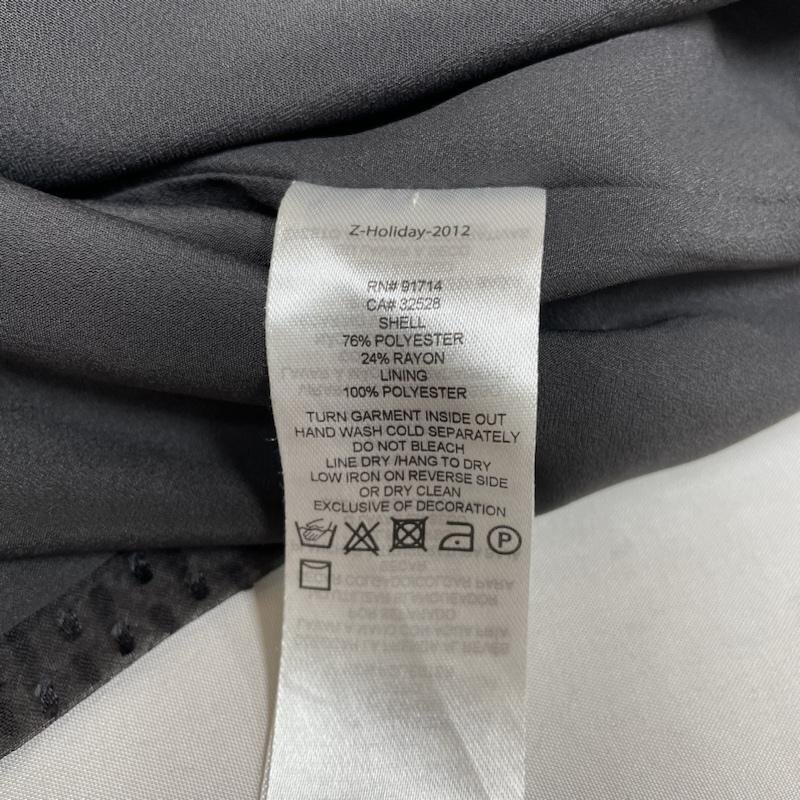 Z-Holiday-2012
RN# 91714
CA# 32528
SHELL
76% POLYESTER
24% RAYON
LINING
100% POLYESTER
TURN GARMENT INSIDE OUT
HAND WASH COLD SEPARATELY
DO NOT BLEACH
LINE DRY /HANG TO DRY
LOW IRON ON REVERSE SIDE
OR DRY CLEAN
EXCLUSIVE OF DECORATION
P